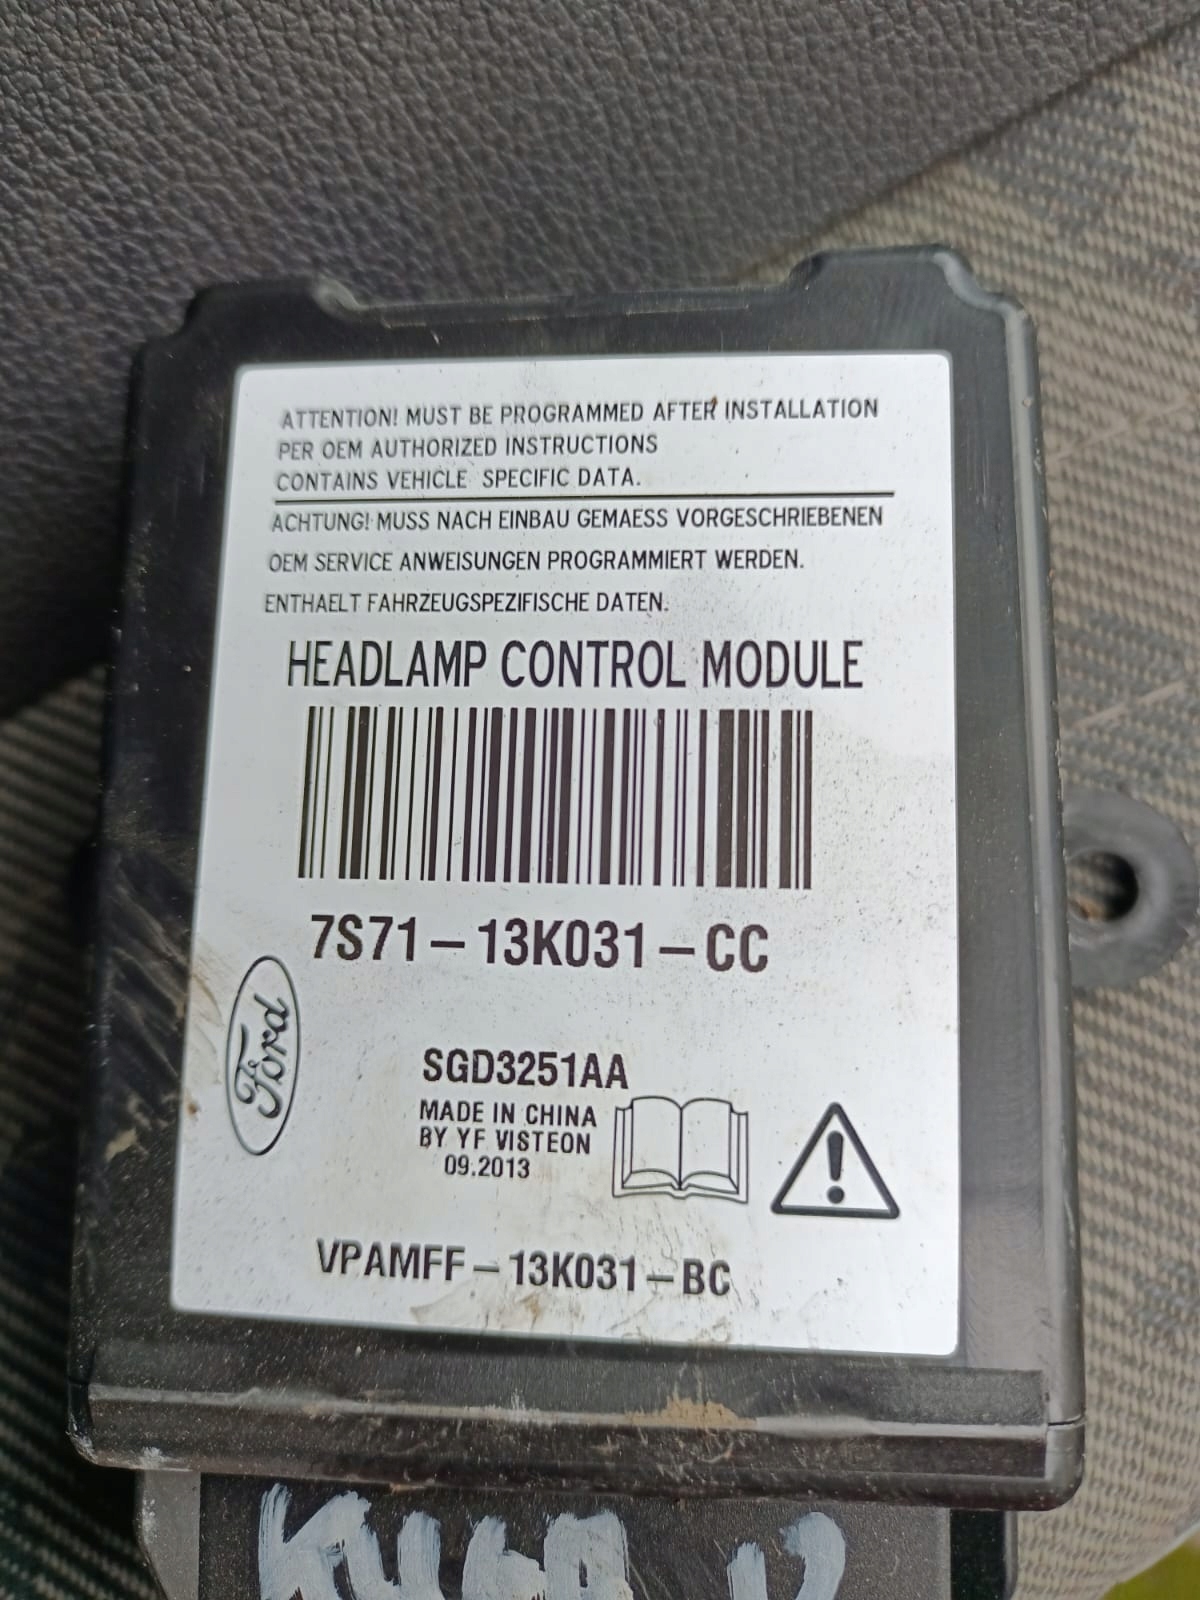 ATTENTION! MUST BE PROGRAMMED AFTER INSTALLATION
PER OEM AUTHORIZED INSTRUCTIONS
CONTAINS VEHICLE SPECIFIC DATA.
ACHTUNG! MUSS NACH EINBAU GEMAESS VORGESCHRIEBENEN
OEM SERVICE ANWEISUNGEN PROGRAMMIERT WERDEN.
ENTHAELT FAHRZEUGSPEZIFISCHE DATEN.
HEADLAMP CONTROL MODULE
7S71-13K031-CC
Ford
SGD3251AA
MADE IN CHINA
BY YF VISTEON
09.2013
VPAMFF-13K031-BC
KUGA